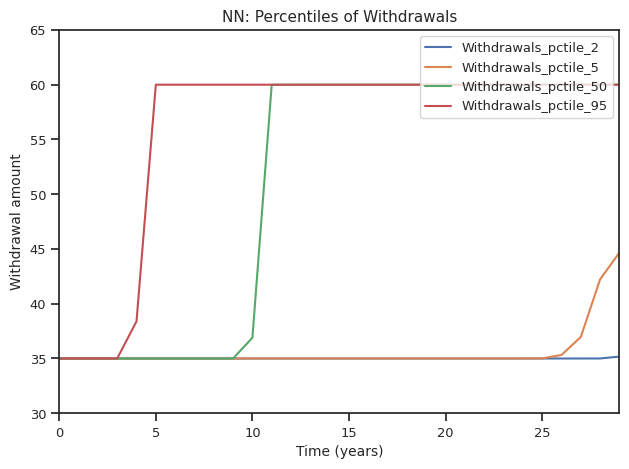 NN: Percentiles of Withdrawals
65
60
55
50
45
40
35
30
Withdrawal amount
Withdrawals_pctile_2
Withdrawals_pctile_5
Withdrawals_pctile_50
Withdrawals_pctile_95
0 5 10 15 20 25
Time (years)